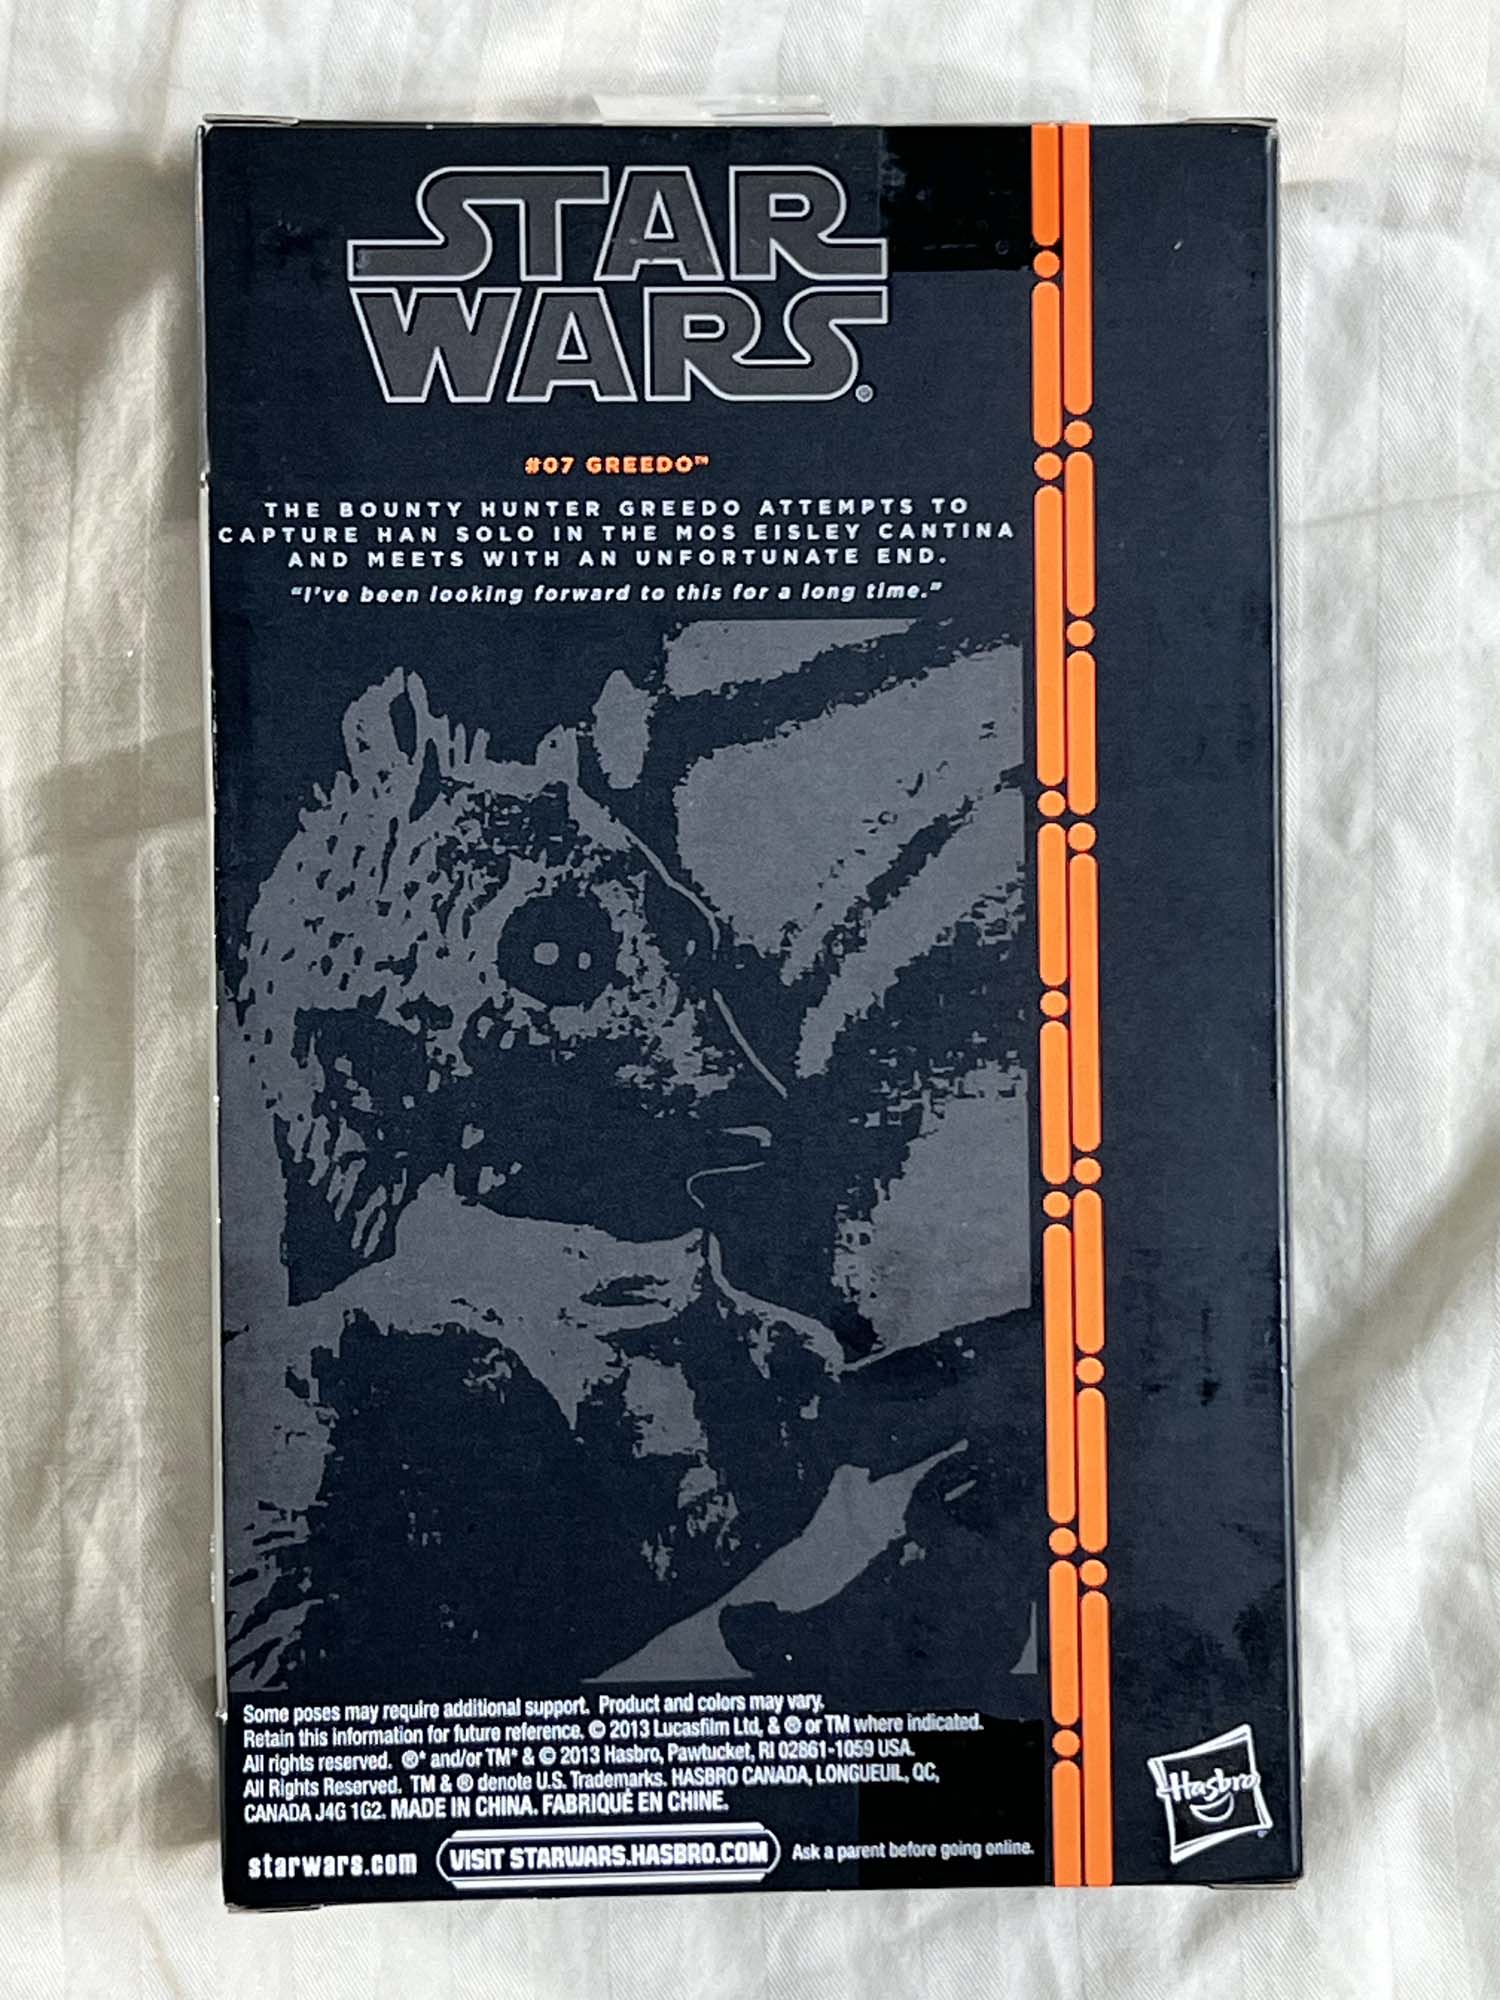 STAR
WARS®
#07 GREEDO™
THE BOUNTY HUNTER GREEDO ATTEMPTS TO
CAPTURE HAN SOLO IN THE MOS EISLEY CANTINA
AND MEETS WITH AN UNFORTUNATE END.
"I've been looking forward to this for a long time."
Some poses may require additional support. Product and colors may vary.
Retain this information for future reference. © 2013 Lucasfilm Ltd. & ® or TM where indicated.
All rights reserved. ®* and/or TM* & © 2013 Hasbro, Pawtucket, RI 02861-1059 USA.
All Rights Reserved. TM & ® denote U.S. Trademarks. HASBRO CANADA, LONGUEUIL, QC,
CANADA J4G 1G2. MADE IN CHINA. FABRIQUÉ EN CHINE.
starwars.com VISIT STARWARS.HASBRO.COM Ask a parent before going online.
Hasbro